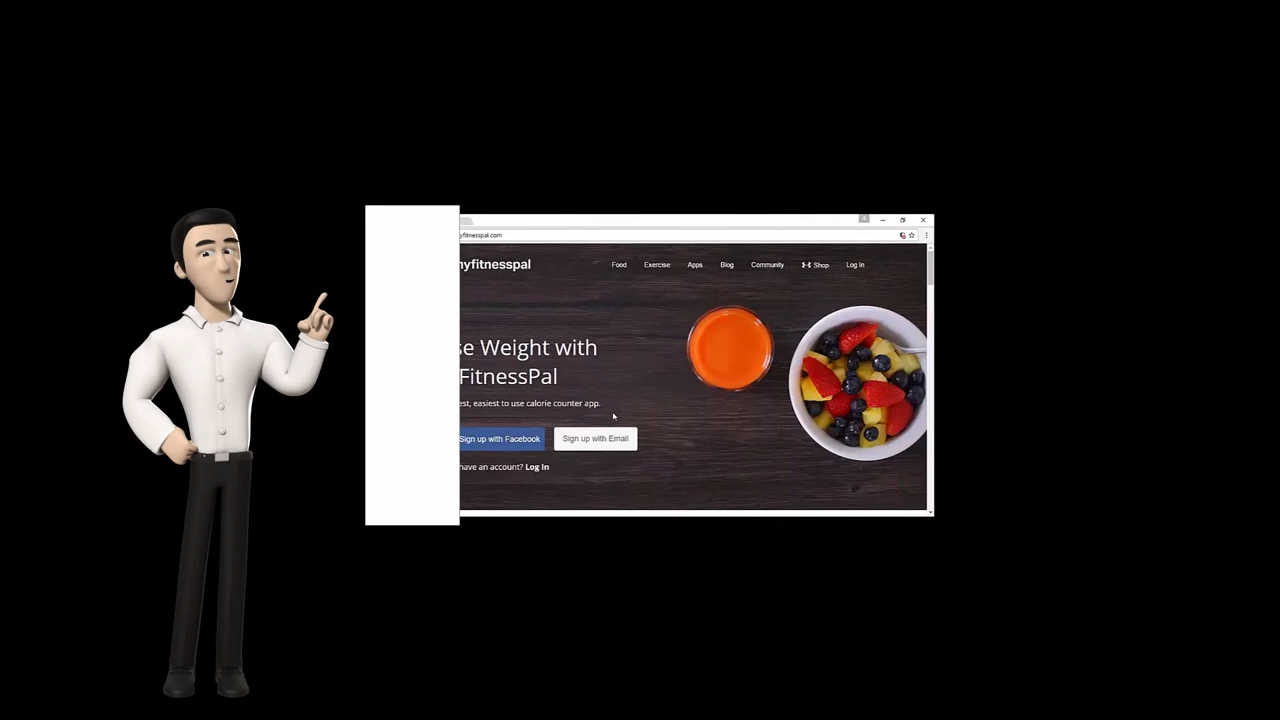 yfitnesspal.com
myfitnesspal
Food Exercise Apps Blog Community Shop Log In
se Weight with
FitnessPal
est, easiest to use calorie counter app.
Sign up with Facebook Sign up with Email
have an account? Log In